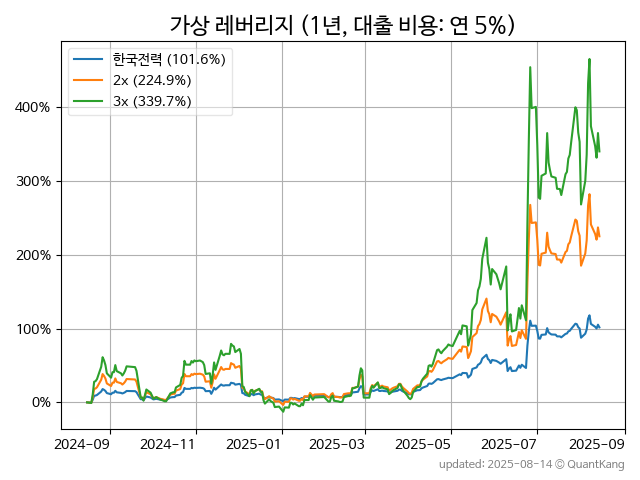 가상 레버리지 (1년, 대출 비용: 연 5%)
한국전력 (101.6%)
2x (224.9%)
3x (339.7%)
400%
300%
200%
100%
0%
2024-09 2024-11 2025-01 2025-03 2025-05 2025-07 2025-09
updated: 2025-08-14 © QuantKang